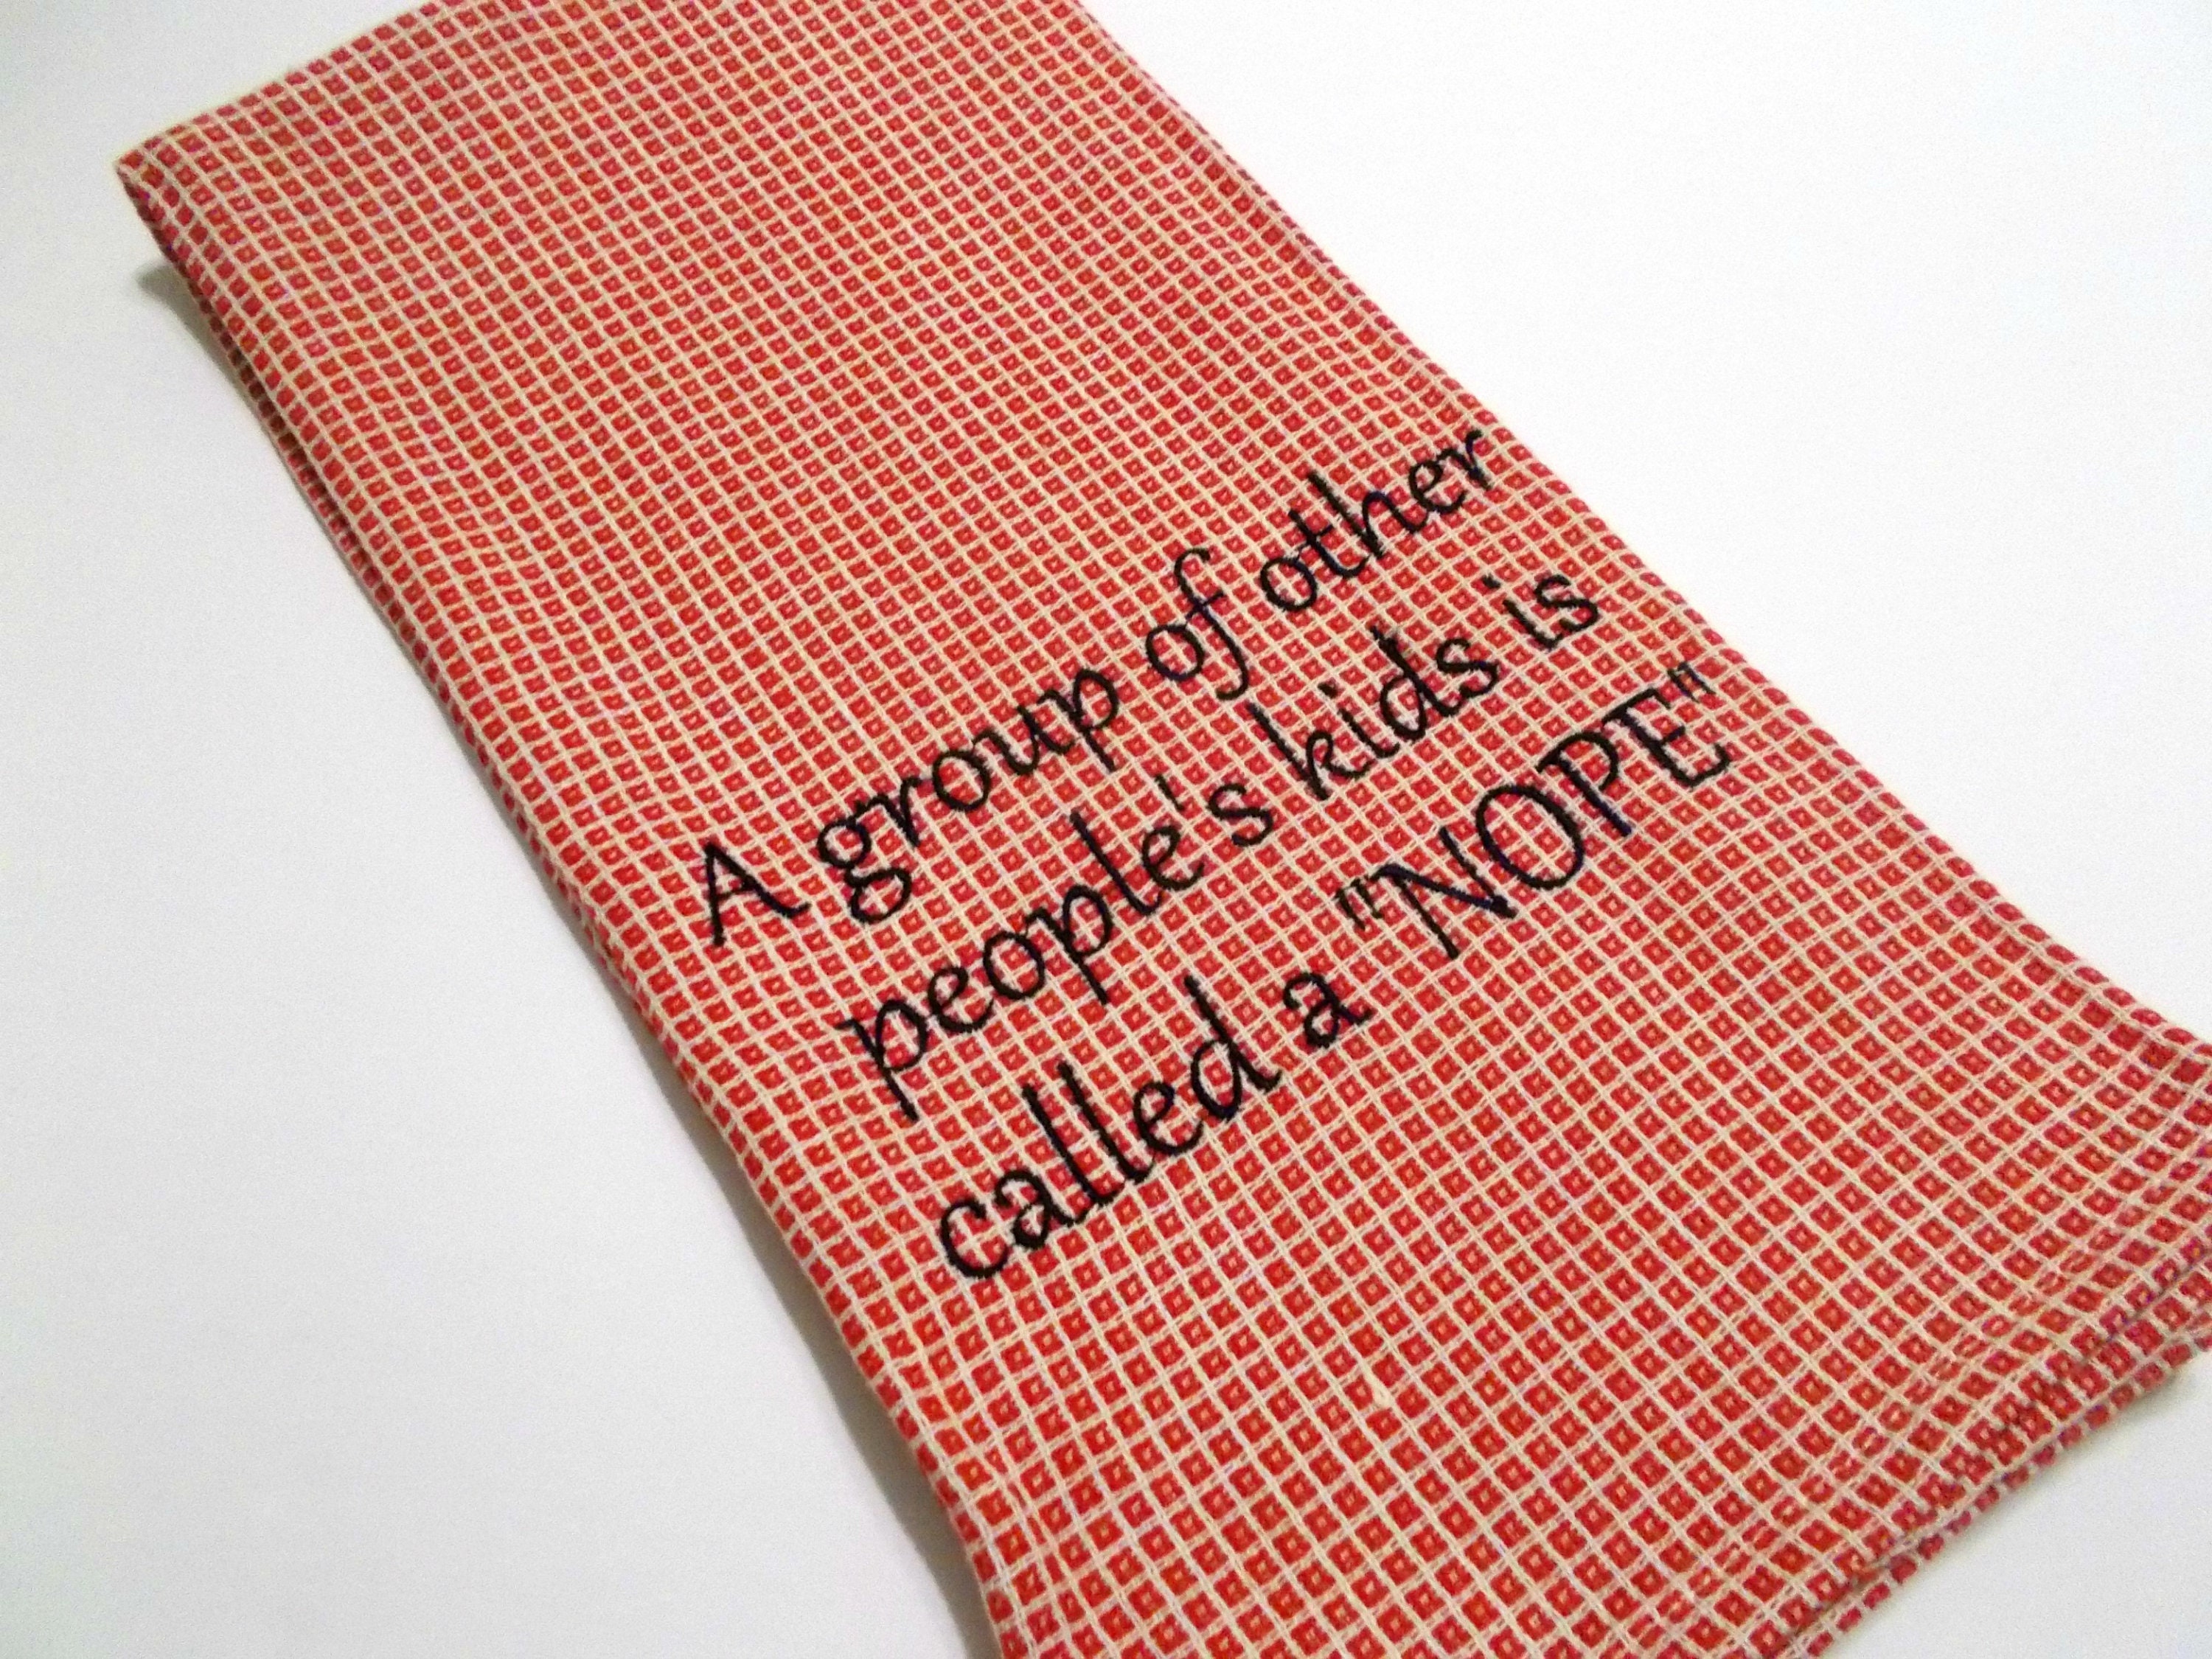 A group of other
people's kids is
called a "NOPE"